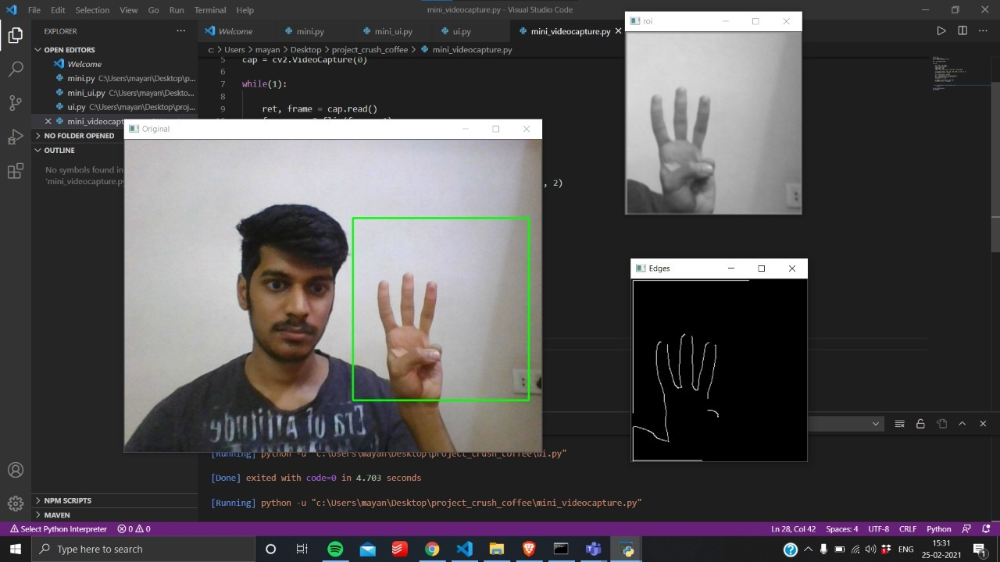 File Edit Selection View Go Run Terminal Help
mini_videocapture.py - Visual Studio Code
roi
EXPLORER
Welcome mini.py mini_ui.py ui.py mini_videocapture.py
OPEN EDITORS
c: > Users > mayan > Desktop > project_crush_coffee > mini_videocapture.py
Welcome
mini.py C:\Users\mayan\Desktop\p...
mini_ui.py C:\Users\mayan\Deskto...
ui.py C:\Users\mayan\Desktop\proj...
mini_videocapt
5 cap = cv2.VideoCapture(0)
6
7 while(1):
8
9 ret, frame = cap.read()
NO FOLDER OPENED
OUTLINE
No symbols found in
'mini_videocapture.py
Original
, 2)
Edges
[Running] python -u "c:\Users\mayan\Desktop\project_crush_coffee\ui.py"
[Done] exited with code=0 in 4.703 seconds
[Running] python -u "c:\Users\mayan\Desktop\project_crush_coffee\mini_videocapture.py"
NPM SCRIPTS
MAVEN
Select Python Interpreter 0 0
Ln 28, Col 42 Spaces: 4 UTF-8 CRLF Python
Type here to search
ENG
15:31
25-02-2021